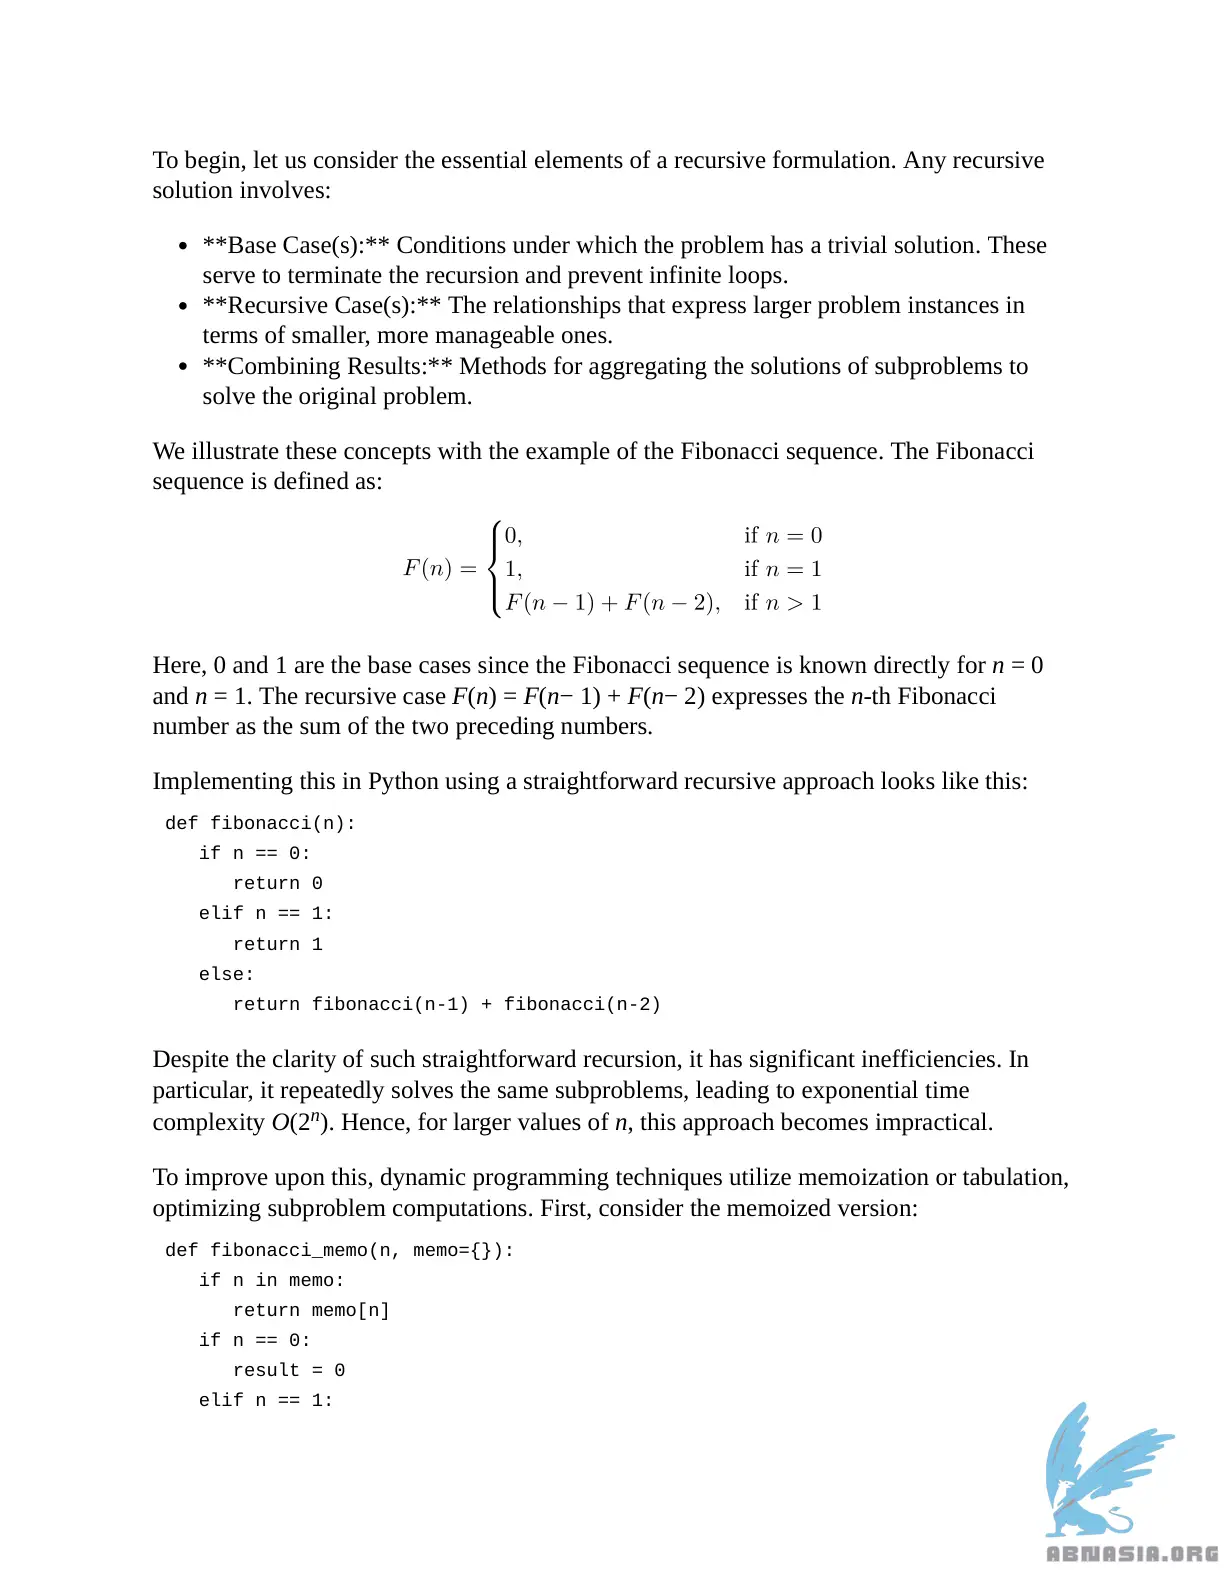 To begin, let us consider the essential elements of a recursive formulation. Any recursive
solution involves:
• **Base Case(s):** Conditions under which the problem has a trivial solution. These
serve to terminate the recursion and prevent infinite loops.
• **Recursive Case(s):** The relationships that express larger problem instances in
terms of smaller, more manageable ones.
• **Combining Results:** Methods for aggregating the solutions of subproblems to
solve the original problem.
We illustrate these concepts with the example of the Fibonacci sequence. The Fibonacci
sequence is defined as:
F(n) =
0, if n = 0
1, if n = 1
F(n − 1) + F(n − 2), if n > 1
Here, 0 and 1 are the base cases since the Fibonacci sequence is known directly for n = 0
and n = 1. The recursive case F(n) = F(n− 1) + F(n− 2) expresses the n-th Fibonacci
number as the sum of the two preceding numbers.
Implementing this in Python using a straightforward recursive approach looks like this:
def fibonacci(n):
   if n == 0:
      return 0
   elif n == 1:
      return 1
   else:
      return fibonacci(n-1) + fibonacci(n-2)
Despite the clarity of such straightforward recursion, it has significant inefficiencies. In
particular, it repeatedly solves the same subproblems, leading to exponential time
complexity O(2ⁿ). Hence, for larger values of n, this approach becomes impractical.
To improve upon this, dynamic programming techniques utilize memoization or tabulation,
optimizing subproblem computations. First, consider the memoized version:
def fibonacci_memo(n, memo={}):
   if n in memo:
      return memo[n]
   if n == 0:
      result = 0
   elif n == 1:
ABNASIA.ORG